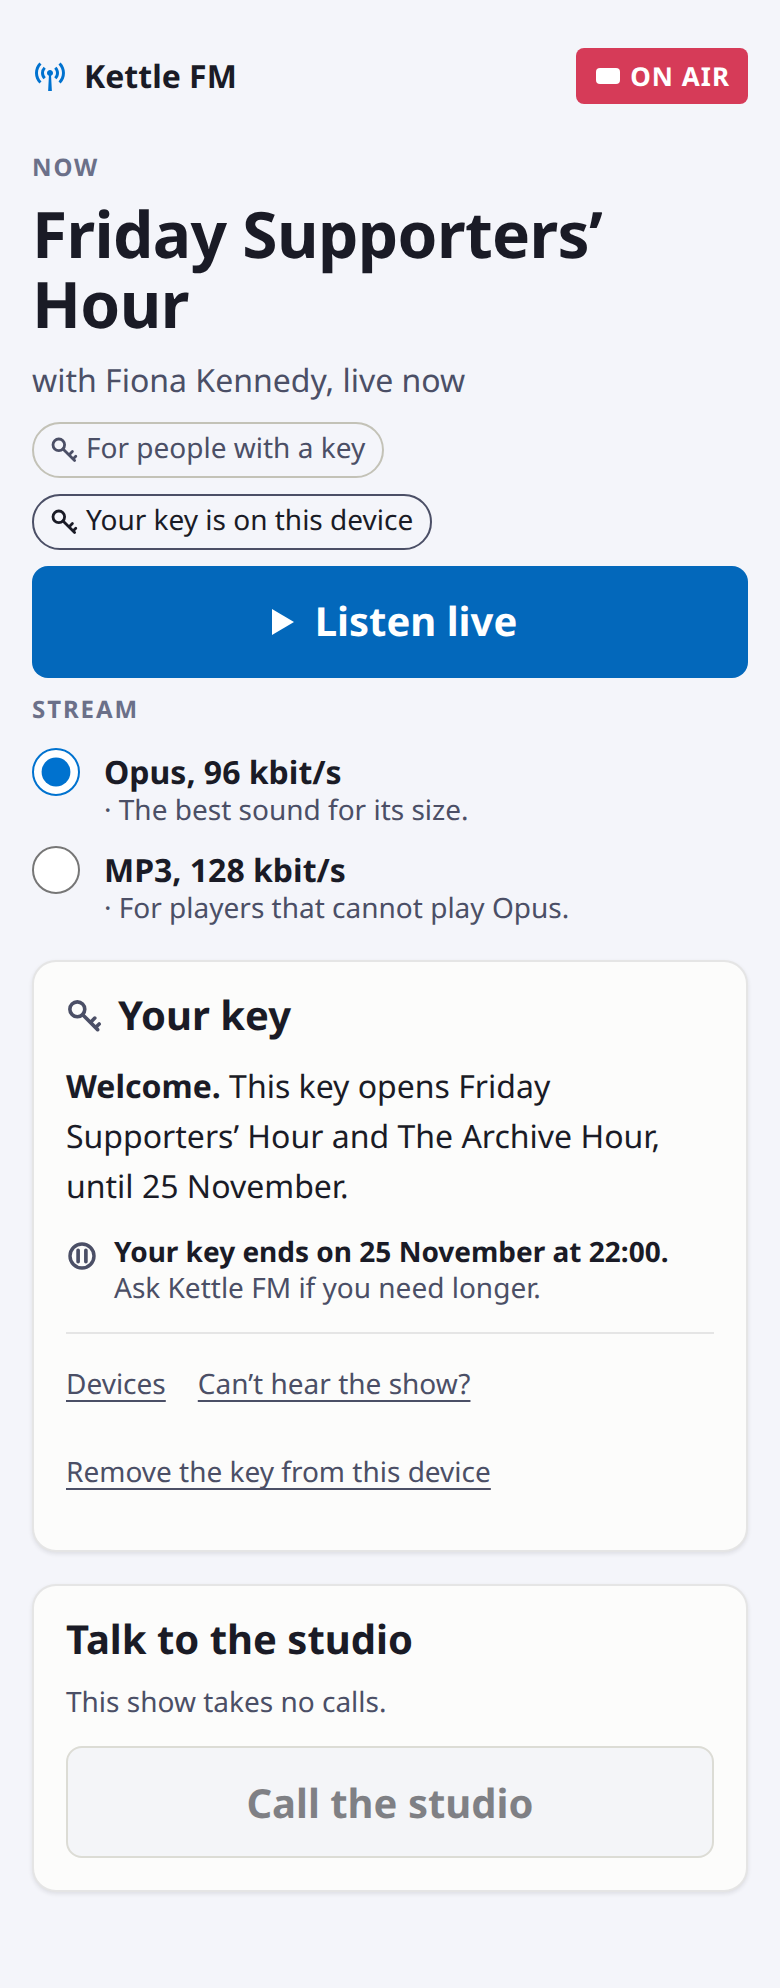 Kettle FM
ON AIR
NOW
Friday Supporters’
Hour
with Fiona Kennedy, live now
For people with a key
Your key is on this device
Listen live
STREAM
Opus, 96 kbit/s
· The best sound for its size.
MP3, 128 kbit/s
· For players that cannot play Opus.
Your key
Welcome. This key opens Friday
Supporters’ Hour and The Archive Hour,
until 25 November.
Your key ends on 25 November at 22:00.
Ask Kettle FM if you need longer.
Devices Can’t hear the show?
Remove the key from this device
Talk to the studio
This show takes no calls.
Call the studio